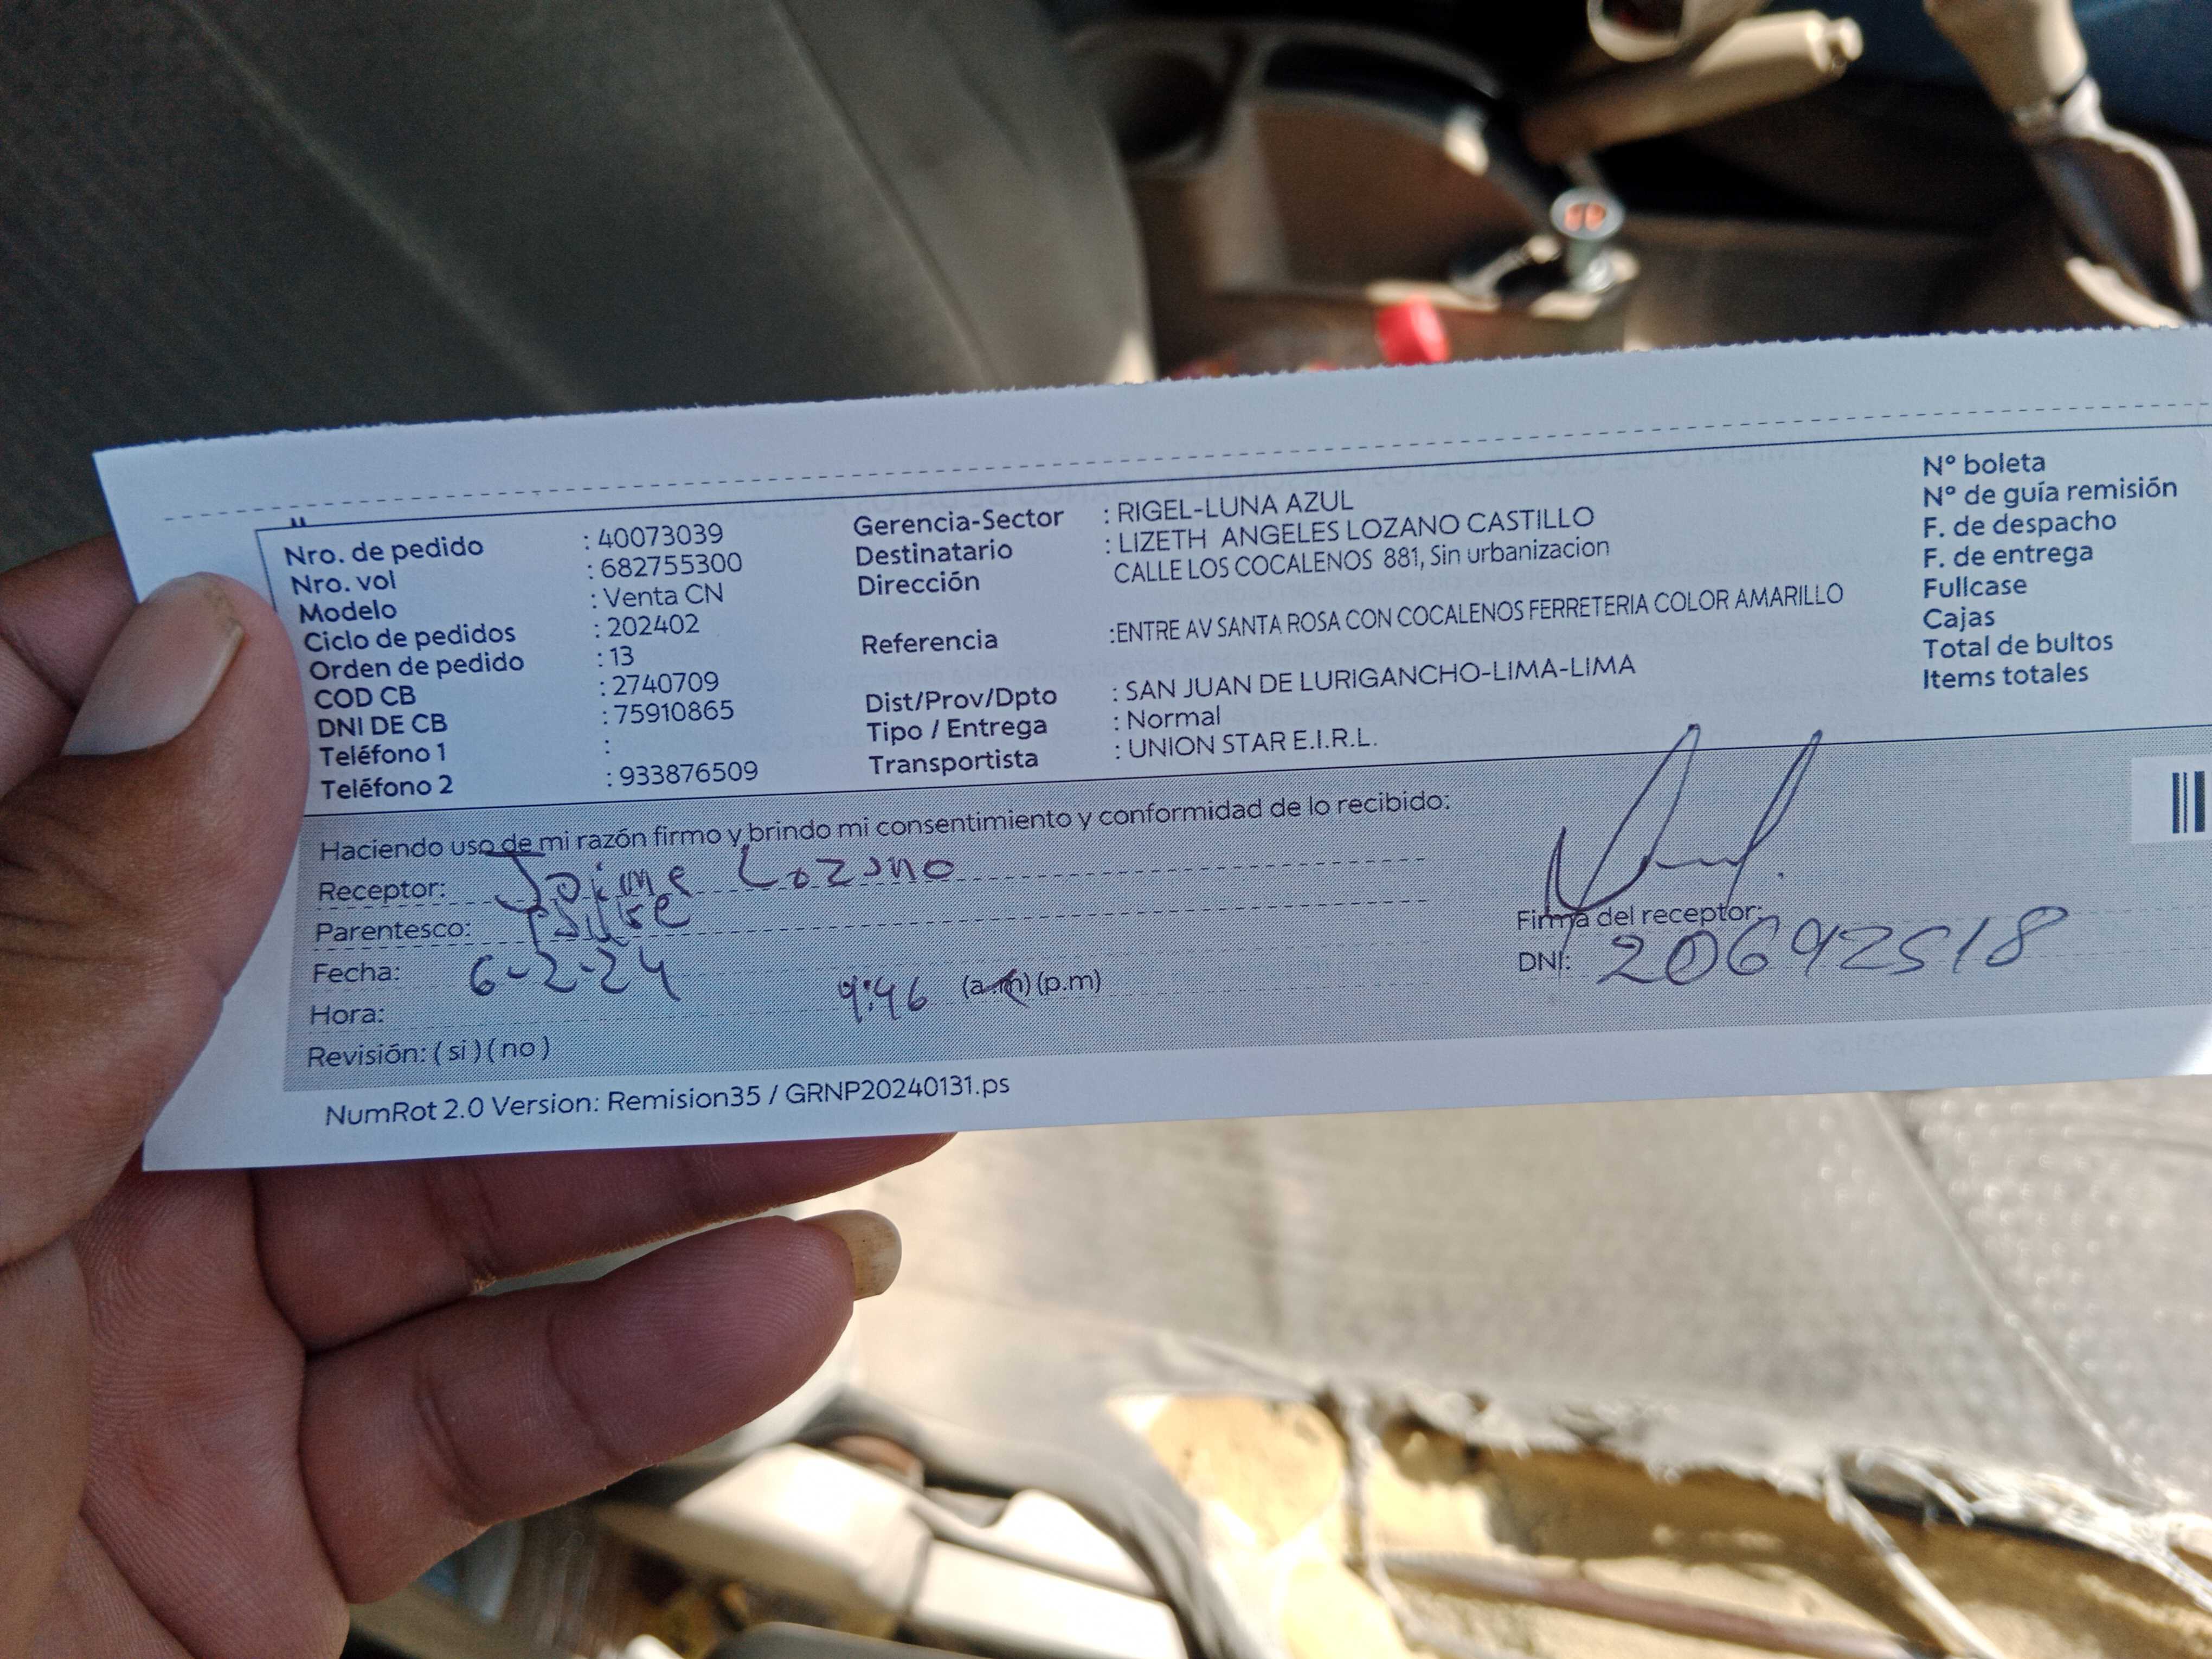 Nro. de pedido : 40073039
Nro. vol : 682755300
Modelo : Venta CN
Ciclo de pedidos : 202402
Orden de pedido : 13
COD CB : 2740709
DNI DE CB : 75910865
Teléfono 1 :
Teléfono 2 : 933876509
Gerencia-Sector : RIGEL-LUNA AZUL
Destinatario : LIZETH ANGELES LOZANO CASTILLO
Dirección CALLE LOS COCALENOS 881, Sin urbanizacion
Referencia :ENTRE AV SANTA ROSA CON COCALENOS FERRETERIA COLOR AMARILLO
Dist/Prov/Dpto : SAN JUAN DE LURIGANCHO-LIMA-LIMA
Tipo / Entrega : Normal
Transportista : UNION STAR E.I.R.L.
N° boleta
N° de guía remisión
F. de despacho
F. de entrega
Fullcase
Cajas
Total de bultos
Items totales
Haciendo uso de mi razón firmo y brindo mi consentimiento y conformidad de lo recibido:
Receptor: Jaime Lozano
Parentesco:
Fecha: 6-2-24
Hora: 9:46 (a.m) (p.m)
Revisión: ( si ) ( no )
Firma del receptor:
DNI: 20692518
NumRot 2.0 Version: Remision35 / GRNP20240131.ps